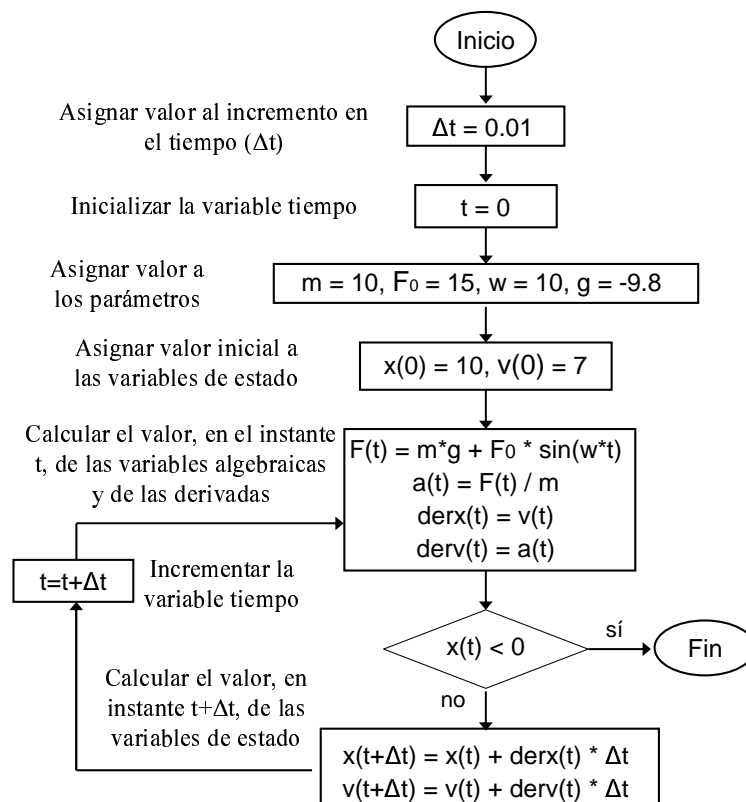 Inicio
Asignar valor al incremento en
el tiempo (Δt)
Δt = 0.01
Inicializar la variable tiempo
t = 0
Asignar valor a
los parámetros
m = 10, F₀ = 15, w = 10, g = -9.8
Asignar valor inicial a
las variables de estado
x(0) = 10, v(0) = 7
Calcular el valor, en el instante
t, de las variables algebraicas
y de las derivadas
F(t) = m*g + F₀ * sin(w*t)
a(t) = F(t) / m
derx(t) = v(t)
derv(t) = a(t)
t=t+Δt
Incrementar la
variable tiempo
x(t) < 0
sí
Fin
no
Calcular el valor, en
instante t+Δt, de las
variables de estado
x(t+Δt) = x(t) + derx(t) * Δt
v(t+Δt) = v(t) + derv(t) * Δt